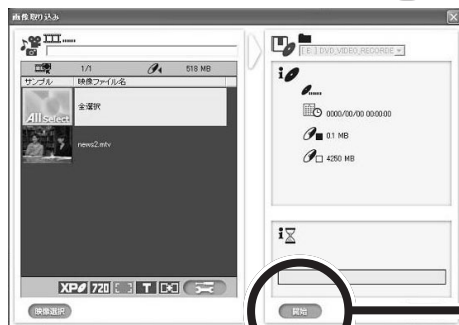 画像取り込み
[ E: ] DVD_VIDEO_RECORDE
1/1
4
518 MB
サンプル 映像ファイル名
All Select
全選択
news2.mtv
0000/00/00 00:00:00
0.1 MB
4250 MB
XP 720 T
映像選択
開始